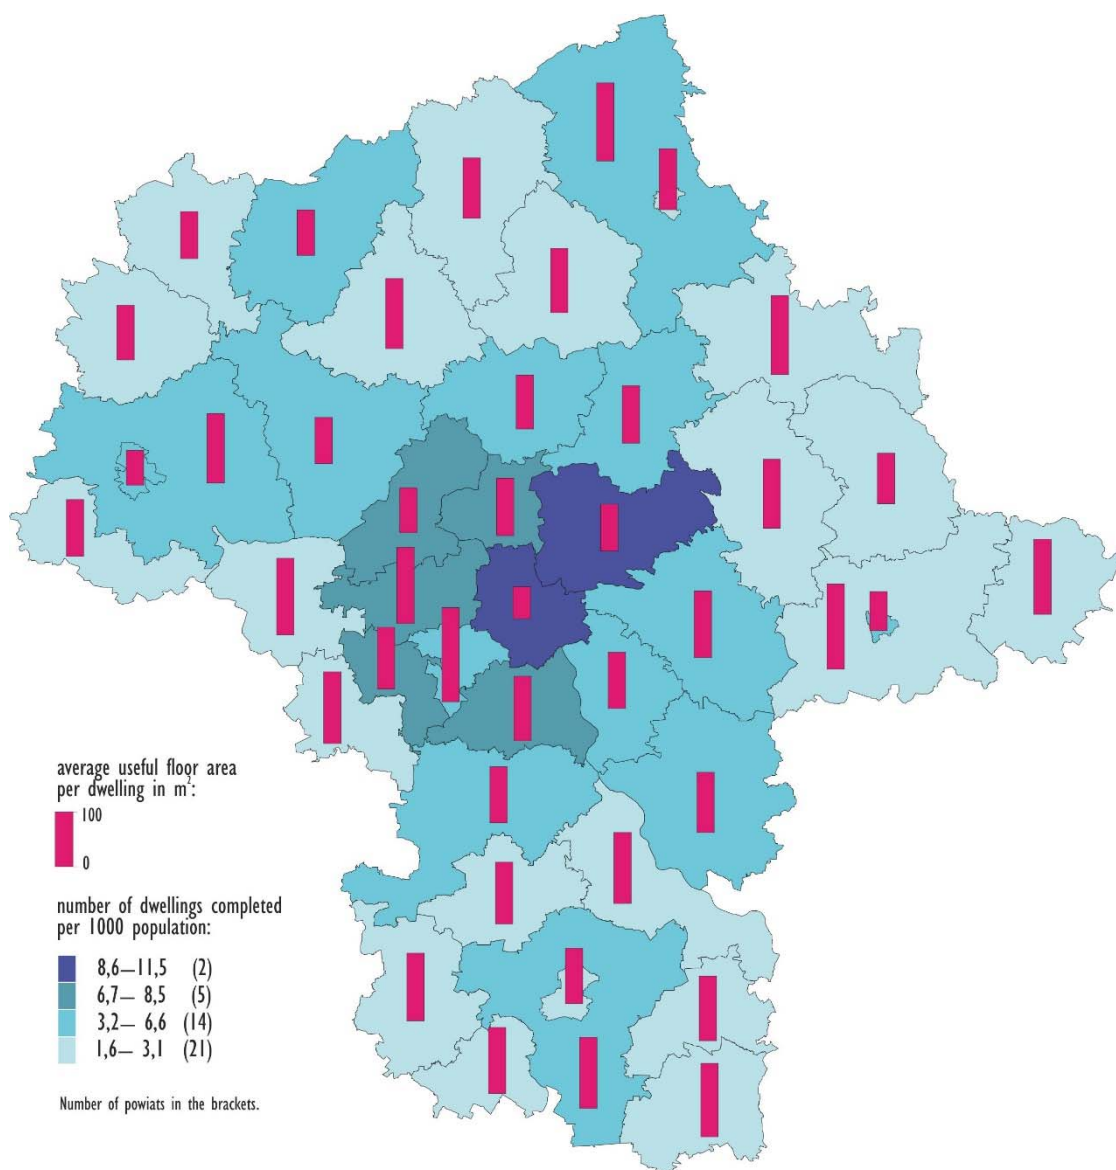 average useful floor area
per dwelling in m²:
100
0
number of dwellings completed
per 1000 population:
8,6—11,5 (2)
6,7— 8,5 (5)
3,2— 6,6 (14)
1,6— 3,1 (21)
Number of powiats in the brackets.